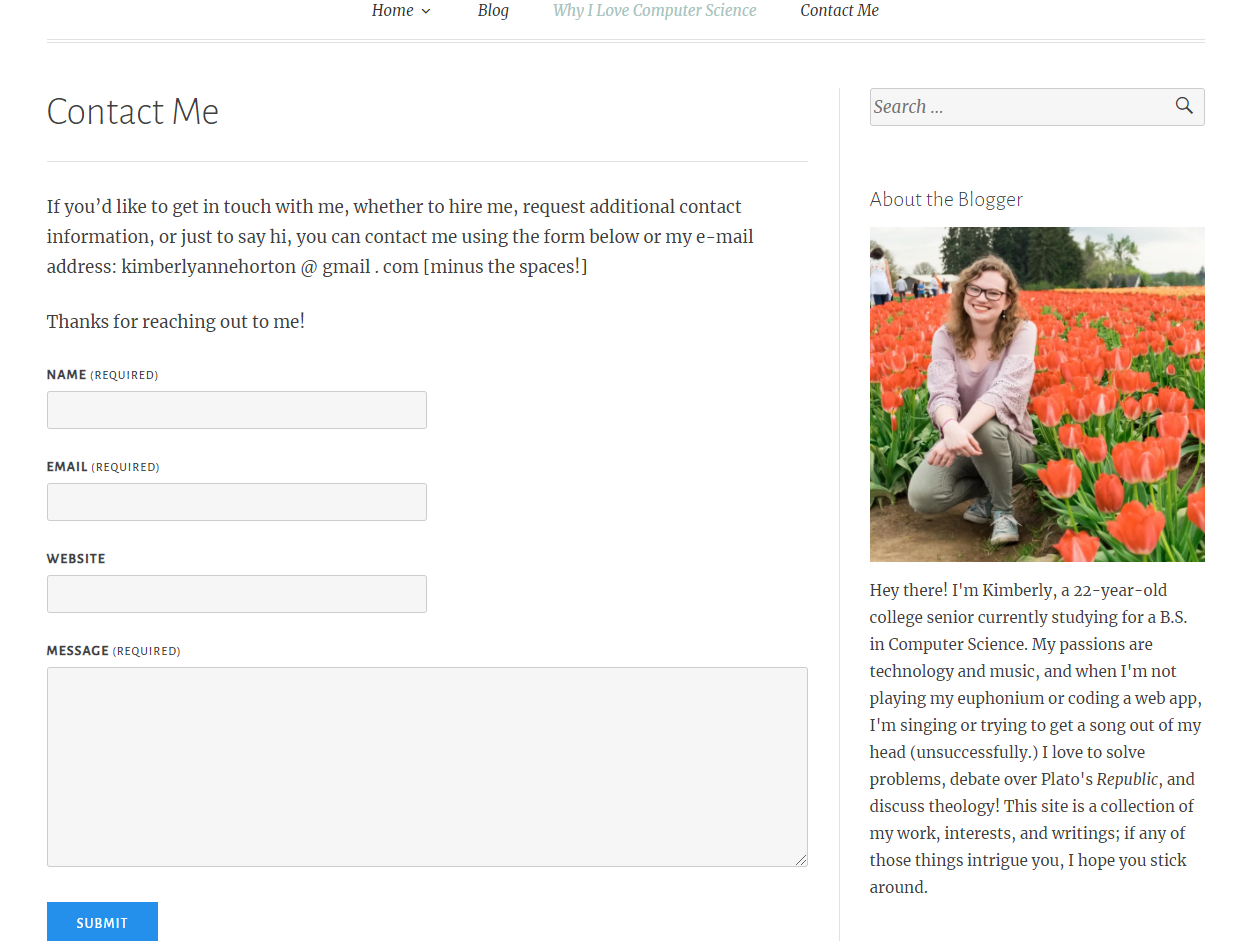 Home
Blog
Why I Love Computer Science
Contact Me
Contact Me
If you’d like to get in touch with me, whether to hire me, request additional contact
information, or just to say hi, you can contact me using the form below or my e-mail
address: kimberlyannehorton @ gmail . com [minus the spaces!]
Thanks for reaching out to me!
NAME (REQUIRED)
EMAIL (REQUIRED)
WEBSITE
MESSAGE (REQUIRED)
SUBMIT
Search ...
About the Blogger
Hey there! I'm Kimberly, a 22-year-old
college senior currently studying for a B.S.
in Computer Science. My passions are
technology and music, and when I'm not
playing my euphonium or coding a web app,
I'm singing or trying to get a song out of my
head (unsuccessfully.) I love to solve
problems, debate over Plato's Republic, and
discuss theology! This site is a collection of
my work, interests, and writings; if any of
those things intrigue you, I hope you stick
around.